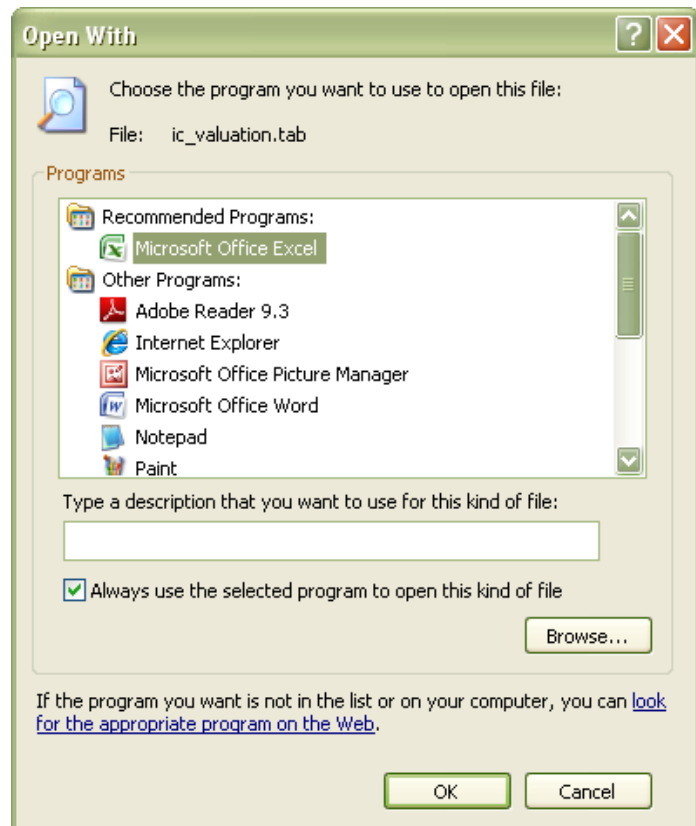 Open With
Choose the program you want to use to open this file:
File: ic_valuation.tab
Programs
Recommended Programs:
Microsoft Office Excel
Other Programs:
Adobe Reader 9.3
Internet Explorer
Microsoft Office Picture Manager
Microsoft Office Word
Notepad
Paint
Type a description that you want to use for this kind of file:
Always use the selected program to open this kind of file
Browse...
If the program you want is not in the list or on your computer, you can look
for the appropriate program on the Web.
OK Cancel